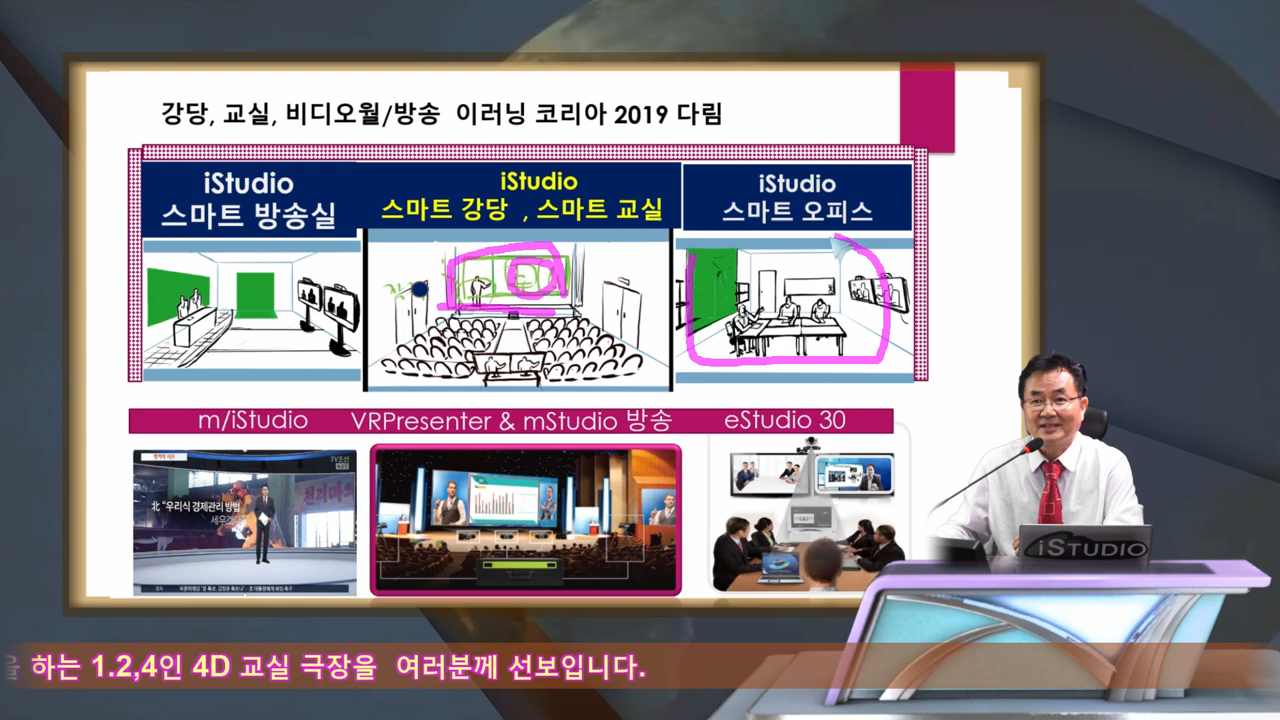 강당, 교실, 비디오월/방송 이러닝 코리아 2019 다림
iStudio
스마트 방송실
iStudio
스마트 강당 , 스마트 교실
iStudio
스마트 오피스
m/iStudio
VRPresenter & mStudio 방송
eStudio 30
TV조선
北 “우리식 경제관리 방법
iSTUDIO
하는 1.2,4인 4D 교실 극장을 여러분께 선보입니다.